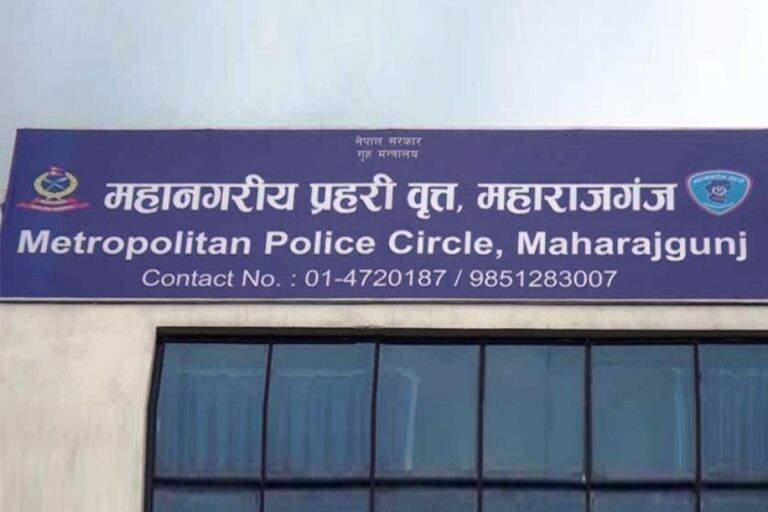 नेपाल सरकार
गृह मन्त्रालय
महानगरीय प्रहरी वृत्त, महाराजगंज
Metropolitan Police Circle, Maharajgunj
Contact No. : 01-4720187 / 9851283007